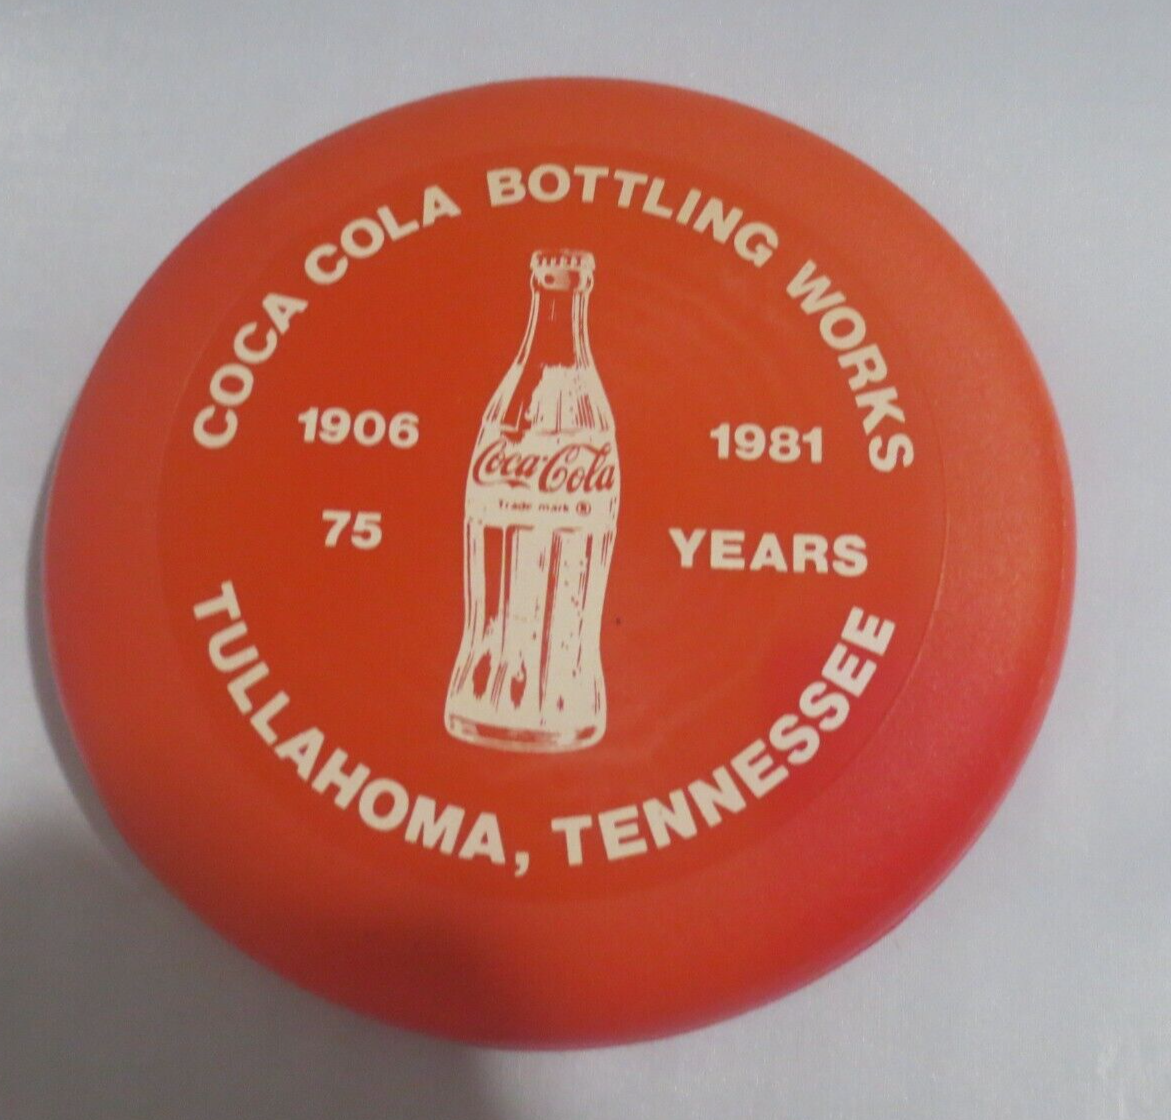 COCA COLA BOTTLING WORKS
1906
1981
Coca-Cola
Trade mark ®
75
YEARS
TULLAHOMA, TENNESSEE